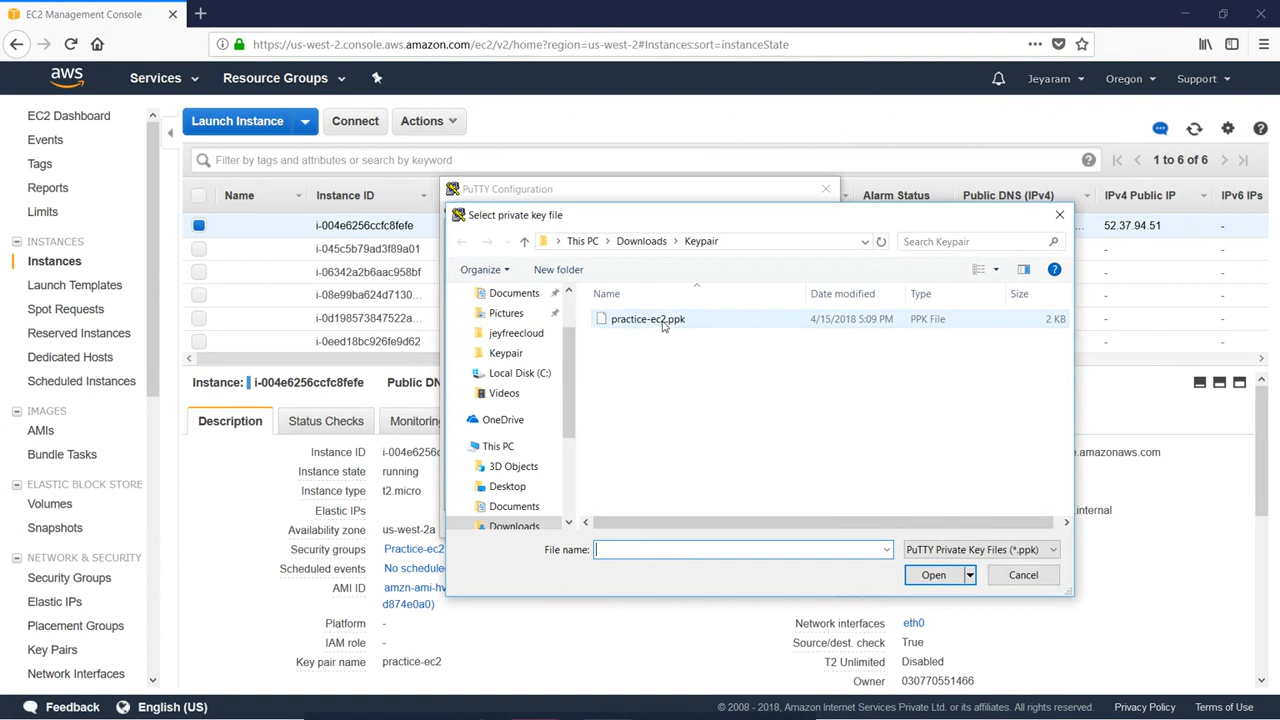 EC2 Management Console
https://us-west-2.console.aws.amazon.com/ec2/v2/home?region=us-west-2#Instances:sort=instanceState
aws Services Resource Groups Jeyaram Oregon Support
EC2 Dashboard
Events
Tags
Reports
Limits
INSTANCES
Instances
Launch Templates
Spot Requests
Reserved Instances
Dedicated Hosts
Scheduled Instances
IMAGES
AMIs
Bundle Tasks
ELASTIC BLOCK STORE
Volumes
Snapshots
NETWORK & SECURITY
Security Groups
Elastic IPs
Placement Groups
Key Pairs
Network Interfaces
Launch Instance Connect Actions
Filter by tags and attributes or search by keyword
1 to 6 of 6
Name Instance ID Alarm Status Public DNS (IPv4) IPv4 Public IP IPv6 IPs
i-004e6256ccfc8fefe 52.37.94.51 -
i-045c5b79ad3f89a01 - -
i-06342a2b6aac958bf - -
i-08e99ba624d7130... - -
i-0d198573847522a... - -
i-0eed18bc926fe9d62 - -
PuTTY Configuration
Select private key file
This PC Downloads Keypair
Search Keypair
Organize New folder
Documents
Pictures
jeyfreecloud
Keypair
Local Disk (C:)
Videos
OneDrive
This PC
3D Objects
Desktop
Documents
Downloads
Name Date modified Type Size
practice-ec2.ppk 4/15/2018 5:09 PM PPK File 2 KB
File name:
PuTTY Private Key Files (*.ppk)
Open Cancel
Instance: i-004e6256ccfc8fefe Public DN
Description Status Checks Monitoring
Instance ID i-004e6256c
Instance state running
Instance type t2.micro
Elastic IPs
Availability zone us-west-2a
Security groups Practice-ec2
Scheduled events No schedule
AMI ID amzn-ami-hv
d874e0a0)
Platform -
IAM role -
Key pair name practice-ec2
e.amazonaws.com
internal
Network interfaces eth0
Source/dest. check True
T2 Unlimited Disabled
Owner 030770551466
Feedback English (US)
© 2008 - 2018, Amazon Internet Services Private Ltd. or its affiliates. All rights reserved. Privacy Policy Terms of Use